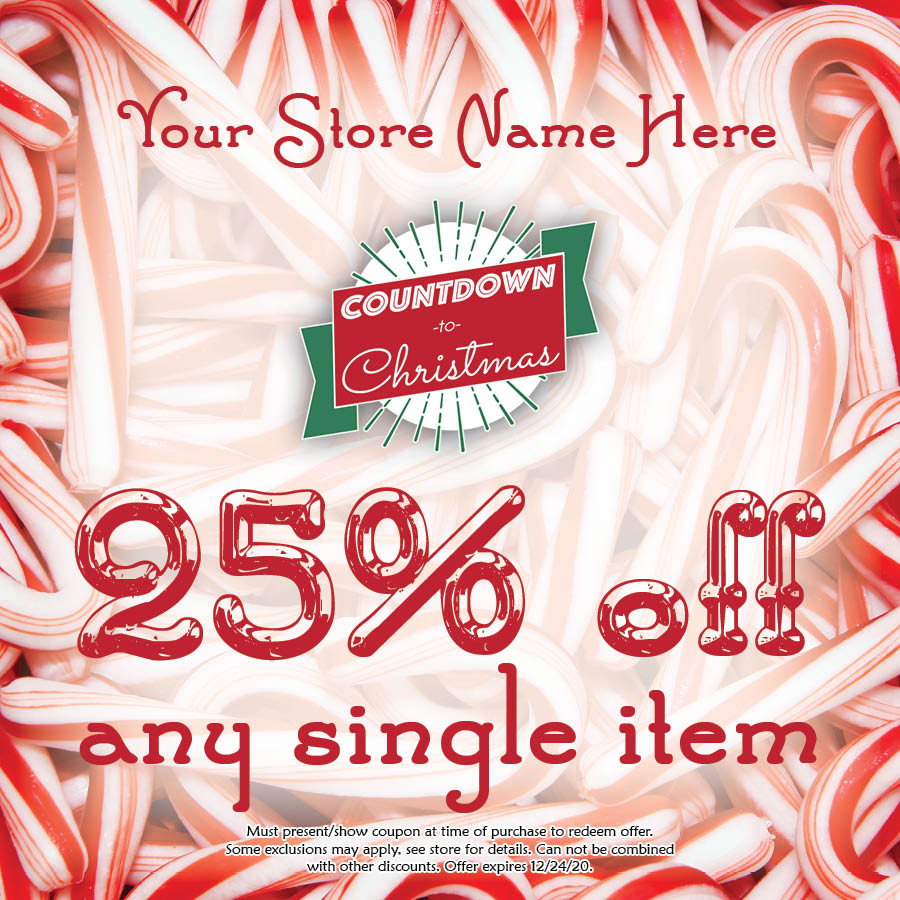 Your Store Name Here
COUNTDOWN
-to-
Christmas
25% off
any single item
Must present/show coupon at time of purchase to redeem offer.
Some exclusions may apply, see store for details. Can not be combined
with other discounts. Offer expires 12/24/20.